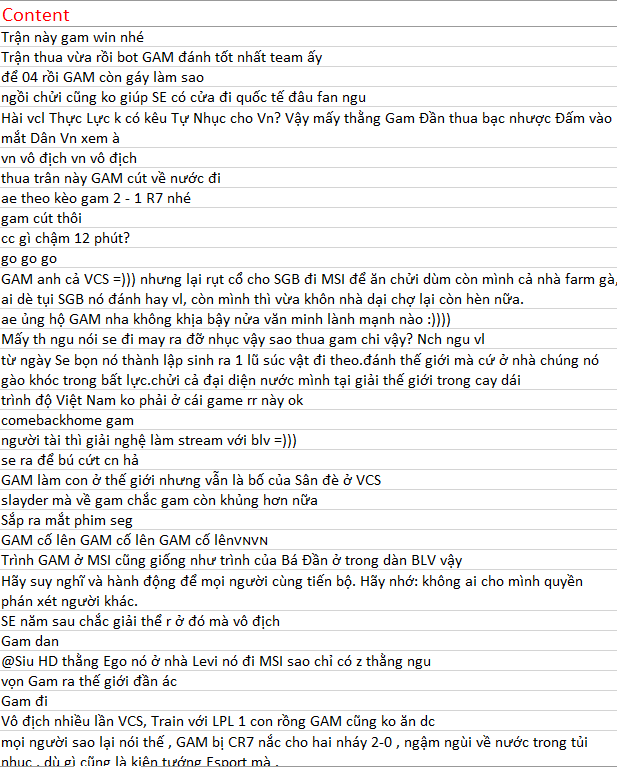 Content
Trận này gam win nhé
Trận thua vừa rồi bot GAM đánh tốt nhất team ấy
để 04 rồi GAM còn gáy làm sao
ngồi chửi cũng ko giúp SE có cửa đi quốc tế đâu fan ngu
Hài vcl Thực Lực k có kêu Tự Nhục cho Vn? Vậy mấy thằng Gam Đần thua bạc nhược Đấm vào
mắt Dân Vn xem à
vn vô địch vn vô địch
thua trân này GAM cút về nước đi
ae theo kèo gam 2 - 1 R7 nhé
gam cút thôi
cc gì chậm 12 phút?
go go go
GAM anh cả VCS =))) nhưng lại rụt cổ cho SGB đi MSI để ăn chửi dùm còn mình cả nhà farm gà,
ai dè tụi SGB nó đánh hay vl, còn mình thì vừa khôn nhà dại chợ lại còn hèn nữa.
ae ủng hộ GAM nha không khịa bậy nửa văn minh lành mạnh nào :))))
Mấy th ngu nói se đi may ra đỡ nhục vậy sao thua gam chi vậy? Nch ngu vl
từ ngày Se bọn nó thành lập sinh ra 1 lũ súc vật đi theo.đánh thế giới mà cứ ở nhà chúng nó
gào khóc trong bất lực.chửi cả đại diện nước mình tại giải thế giới trong cay dái
trình độ Việt Nam ko phải ở cái game rr này ok
comebackhome gam
người tài thì giải nghệ làm stream với blv =)))
se ra để bú cứt cn hả
GAM làm con ở thế giới nhưng vẫn là bố của Sân đè ở VCS
slayder mà về gam chắc gam còn khủng hơn nữa
Sắp ra mắt phim seg
GAM cố lên GAM cố lên GAM cố lênVNVN
Trình GAM ở MSI cũng giống như trình của Bá Đần ở trong dàn BLV vậy
Hãy suy nghĩ và hành động để mọi người cùng tiến bộ. Hãy nhớ: không ai cho mình quyền
phán xét người khác.
SE năm sau chắc giải thể r ở đó mà vô địch
Gam dan
@Siu HD thằng Ego nó ở nhà Levi nó đi MSI sao chỉ có z thằng ngu
vọn Gam ra thế giới đần ác
Gam đi
Vô địch nhiều lần VCS, Train với LPL 1 con rồng GAM cũng ko ăn dc
mọi người sao lại nói thế , GAM bị CR7 nắc cho hai nháy 2-0 , ngậm ngùi về nước trong tủi
nhục , dù gì cũng là kiện tướng Esport mà .